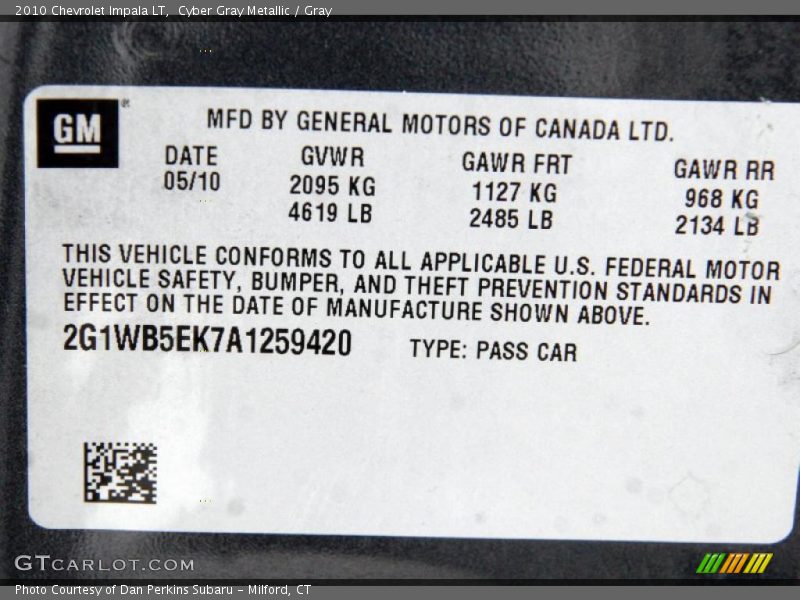 2010 Chevrolet Impala LT, Cyber Gray Metallic / Gray
GM®
MFD BY GENERAL MOTORS OF CANADA LTD.
DATE GVWR GAWR FRT GAWR RR
05/10 2095 KG 1127 KG 968 KG
4619 LB 2485 LB 2134 LB
THIS VEHICLE CONFORMS TO ALL APPLICABLE U.S. FEDERAL MOTOR
VEHICLE SAFETY, BUMPER, AND THEFT PREVENTION STANDARDS IN
EFFECT ON THE DATE OF MANUFACTURE SHOWN ABOVE.
2G1WB5EK7A1259420 TYPE: PASS CAR
GTCARLOT.COM
Photo Courtesy of Dan Perkins Subaru - Milford, CT